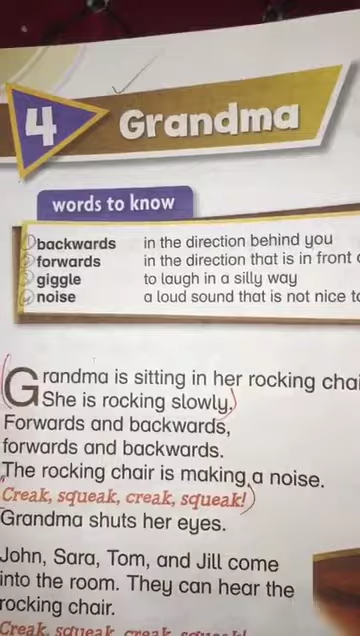 4 Grandma
words to know
backwards in the direction behind you
forwards in the direction that is in front
giggle to laugh in a silly way
noise a loud sound that is not nice
Grandma is sitting in her rocking
She is rocking slowly.
Forwards and backwards,
forwards and backwards.
The rocking chair is making a noise.
Creak, squeak, creak, squeak!
Grandma shuts her eyes.
John, Sara, Tom, and Jill come
into the room. They can hear the
rocking chair.
Creak, squeak, creak, squeak!